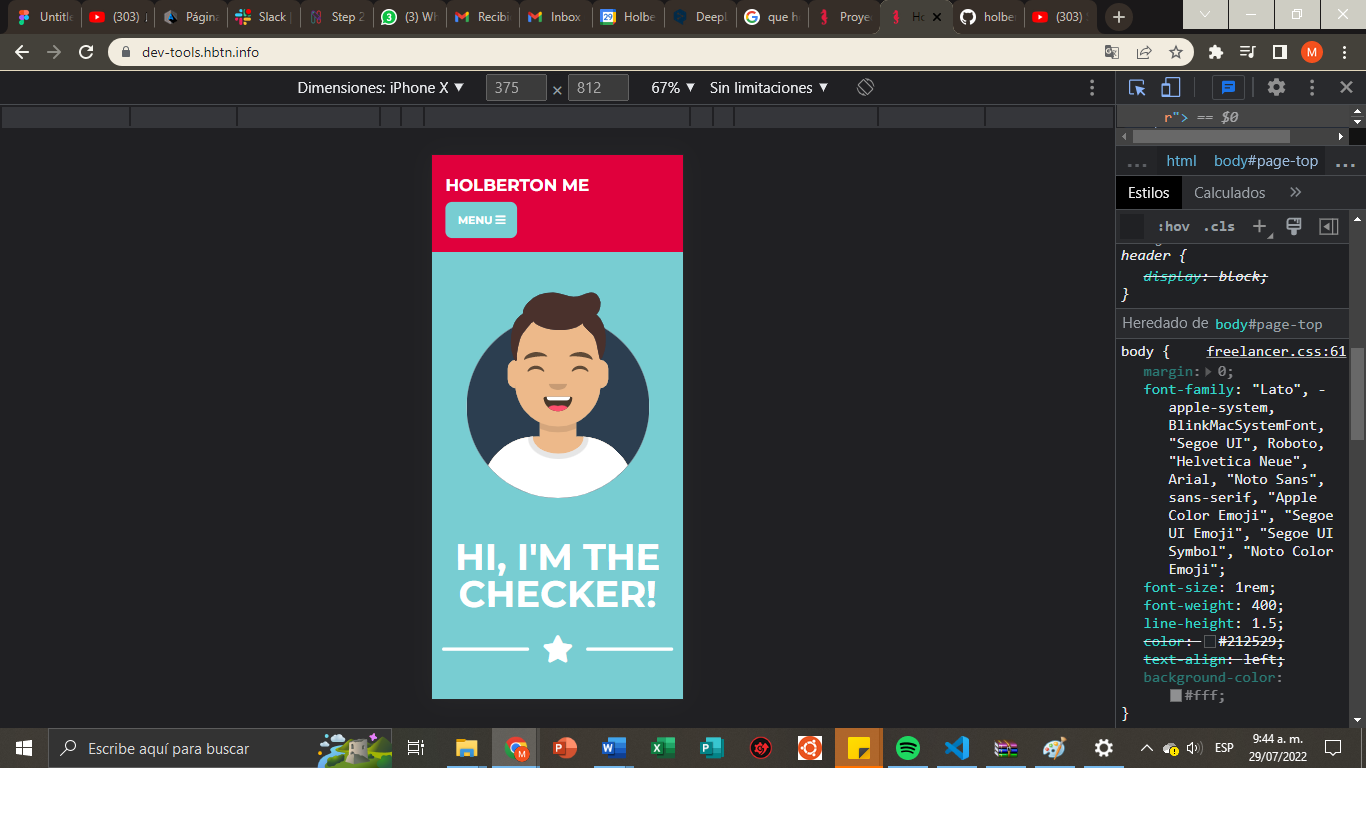 Untitle
(303)
Página
Slack
Step 2
(3) Wh
Recibi
Inbox
Holbe
DeepL
que h
Proye
Ho
holbe
(303)
dev-tools.hbtn.info
M
Dimensiones: iPhone X ▼ 375 × 812 67% ▼ Sin limitaciones ▼
r"> == $0
... html body#page-top ...
Estilos Calculados »
:hov .cls +
header {
display: block;
}
Heredado de body#page-top
body { freelancer.css:61
margin: 0;
font-family: "Lato", -
apple-system,
BlinkMacSystemFont,
"Segoe UI", Roboto,
"Helvetica Neue",
Arial, "Noto Sans",
sans-serif, "Apple
Color Emoji", "Segoe
UI Emoji", "Segoe UI
Symbol", "Noto Color
Emoji";
font-size: 1rem;
font-weight: 400;
line-height: 1.5;
color: #212529;
text-align: left;
background-color:
#fff;
}
HOLBERTON ME
MENU
HI, I'M THE
CHECKER!
Escribe aquí para buscar
ESP
9:44 a. m.
29/07/2022